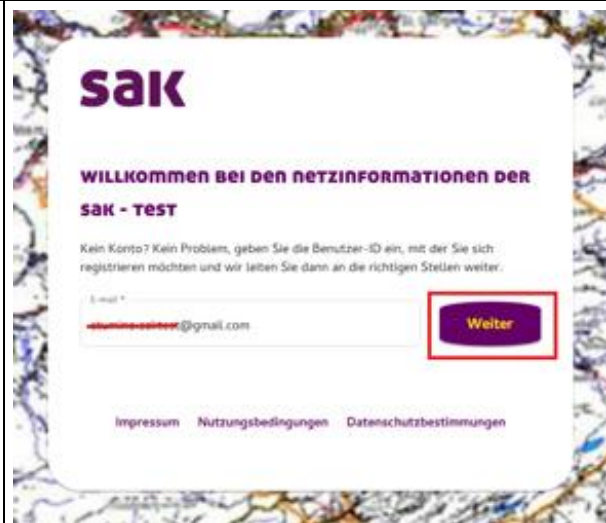 sak
WILLKOMMEN BEI DEN NETZINFORMATIONEN DER
SAK - TEST
Kein Konto? Kein Problem, geben Sie die Benutzer-ID ein, mit der Sie sich
registrieren möchten und wir leiten Sie dann an die richtigen Stellen weiter.
E-mail *
@gmail.com
Weiter
Impressum Nutzungsbedingungen Datenschutzbestimmungen